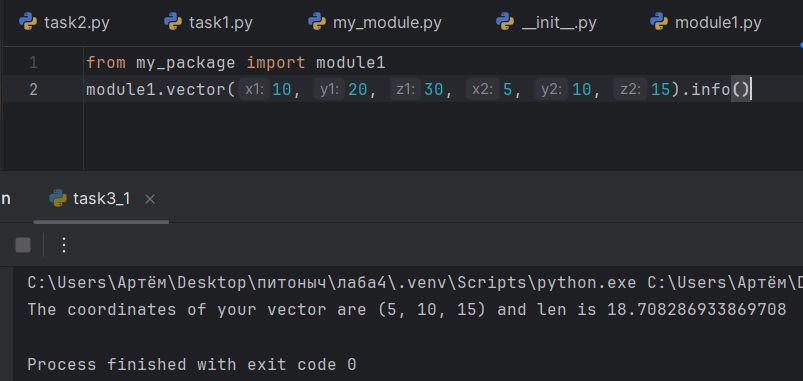 task2.py task1.py my_module.py __init__.py module1.py
1 from my_package import module1
2 module1.vector( x1: 10, y1: 20, z1: 30, x2: 5, y2: 10, z2: 15).info()
n task3_1
C:\Users\Артём\Desktop\питоныч\лаба4\.venv\Scripts\python.exe C:\Users\Артём\D
The coordinates of your vector are (5, 10, 15) and len is 18.708286933869708
Process finished with exit code 0